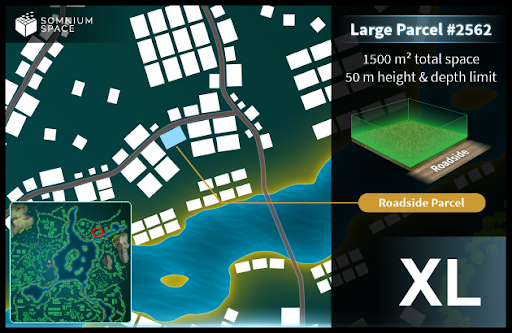 SOMNIUM
SPACE
Large Parcel #2562
1500 m² total space
50 m height & depth limit
Roadside
Roadside Parcel
XL